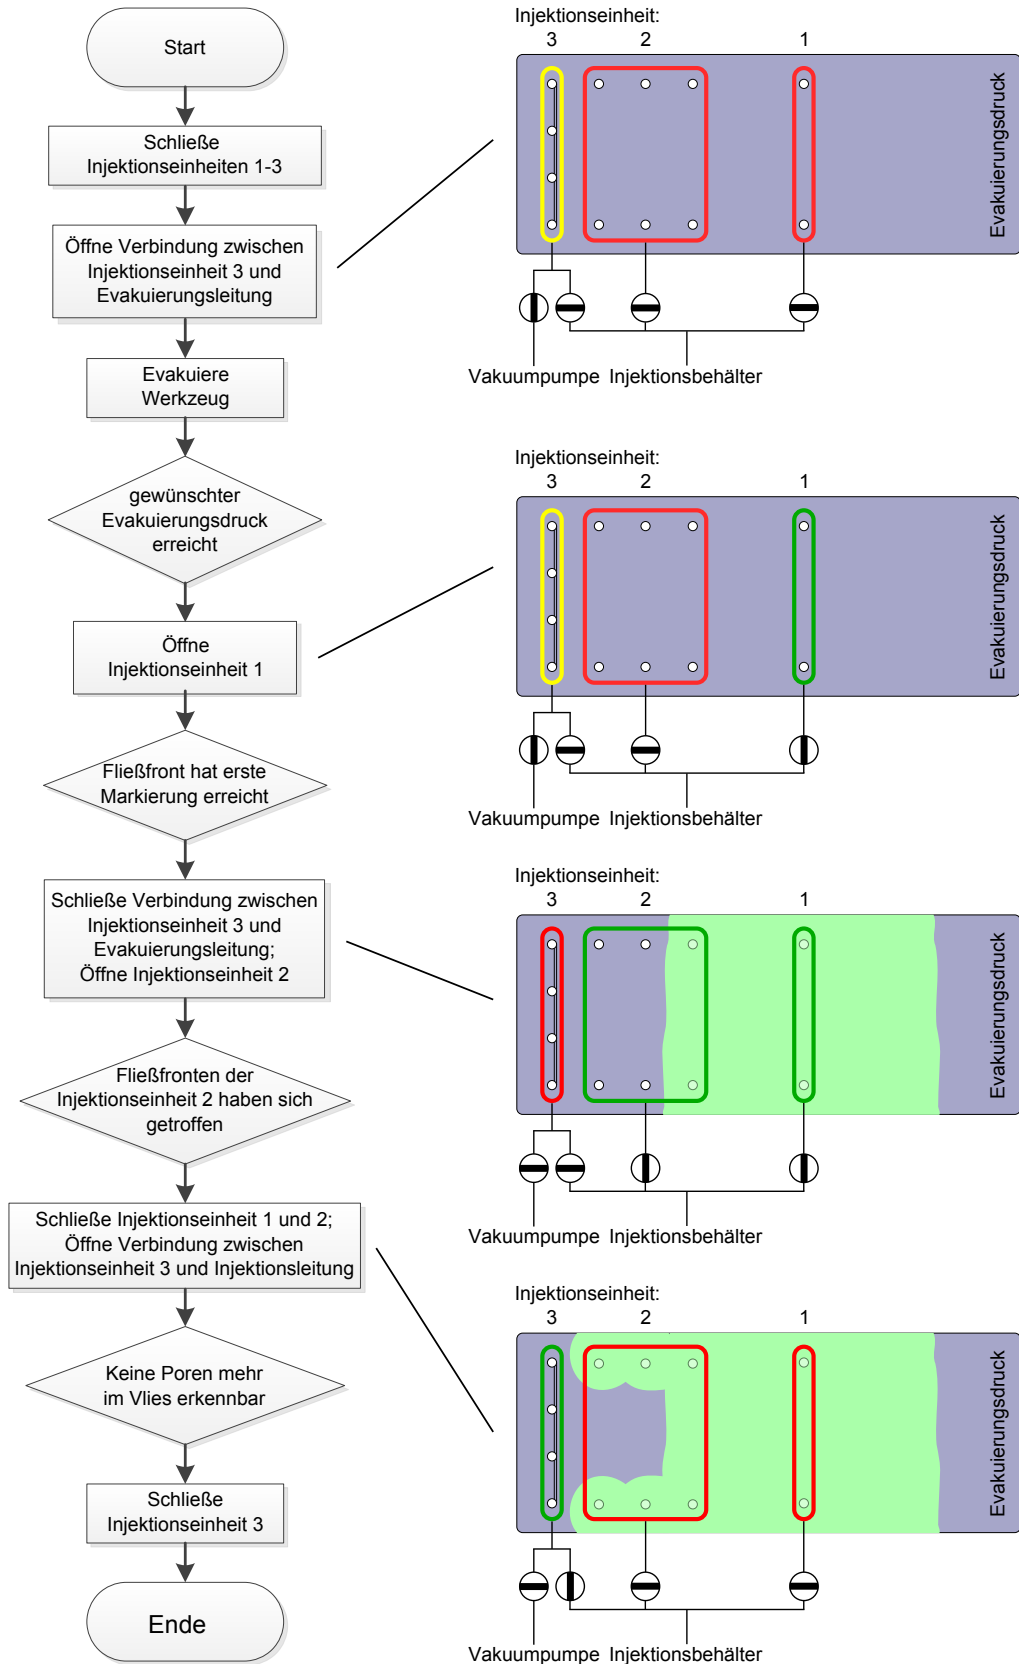 Start
Schließe
Injektionseinheiten 1-3
Öffne Verbindung zwischen
Injektionseinheit 3 und
Evakuierungsleitung
Evakuiere
Werkzeug
gewünschter
Evakuierungsdruck
erreicht
Öffne
Injektionseinheit 1
Fließfront hat erste
Markierung erreicht
Schließe Verbindung zwischen
Injektionseinheit 3 und
Evakuierungsleitung;
Öffne Injektionseinheit 2
Fließfronten der
Injektionseinheit 2 haben sich
getroffen
Schließe Injektionseinheit 1 und 2;
Öffne Verbindung zwischen
Injektionseinheit 3 und Injektionsleitung
Keine Poren mehr
im Vlies erkennbar
Schließe
Injektionseinheit 3
Ende
Injektionseinheit:
3 2 1
Evakuierungsdruck
Vakuumpumpe Injektionsbehälter
Injektionseinheit:
3 2 1
Evakuierungsdruck
Vakuumpumpe Injektionsbehälter
Injektionseinheit:
3 2 1
Evakuierungsdruck
Vakuumpumpe Injektionsbehälter
Injektionseinheit:
3 2 1
Evakuierungsdruck
Vakuumpumpe Injektionsbehälter